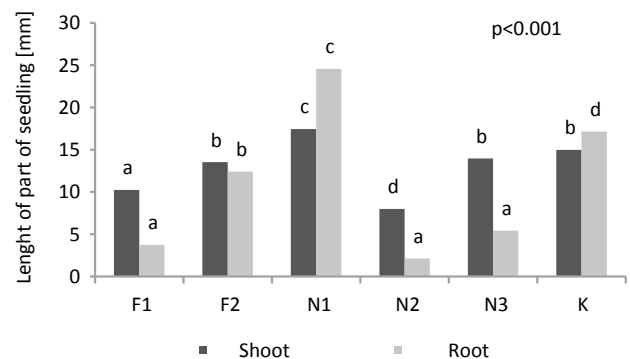 30
p<0.001
25
20
15
10
5
0
Lenght of part of seedling [mm]
a a b b c c d a b a b d
F1 F2 N1 N2 N3 K
Shoot Root